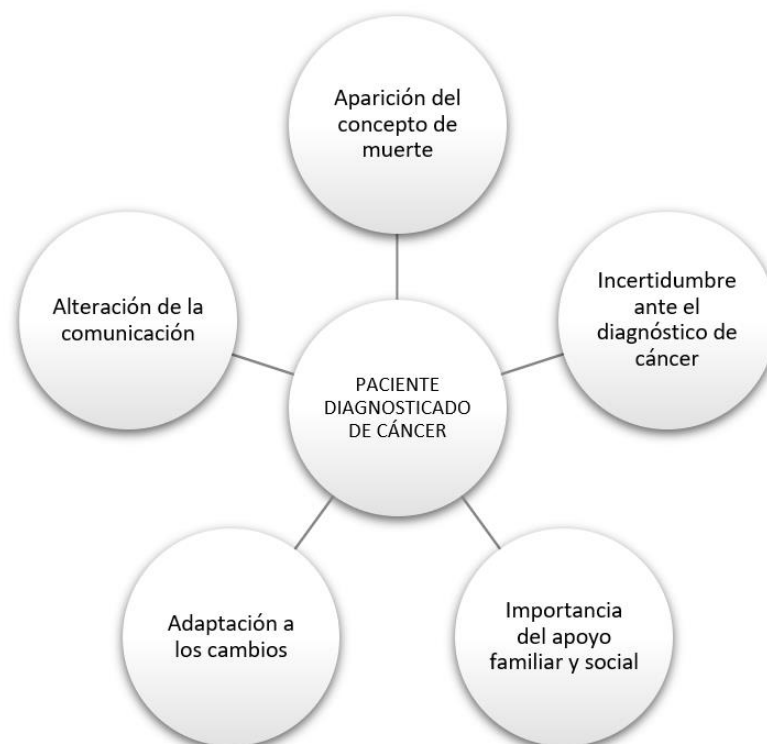 Aparición del
concepto de
muerte
Incertidumbre
ante el
diagnóstico de
cáncer
Importancia
del apoyo
familiar y social
Adaptación a
los cambios
Alteración de la
comunicación
PACIENTE
DIAGNOSTICADO
DE CÁNCER